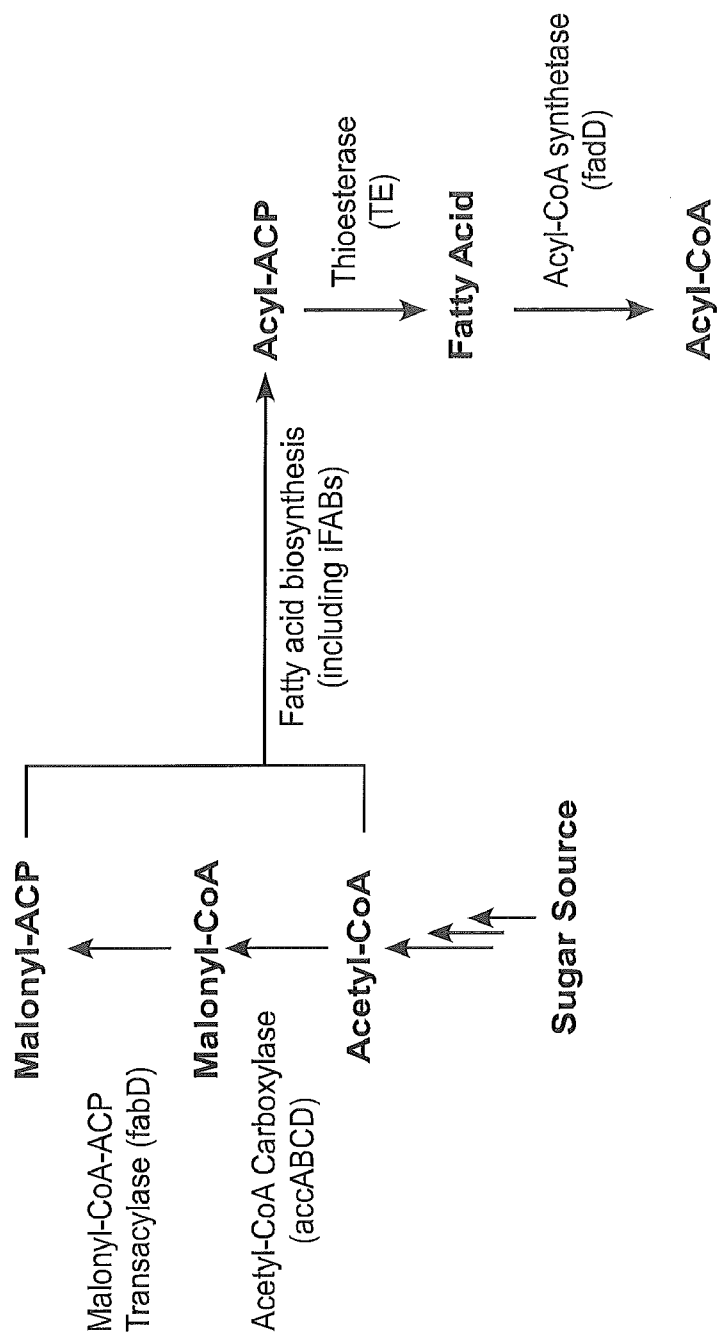 Malonyl-CoA-ACP
Transacylase (fabD)
Malonyl-ACP
Acetyl-CoA Carboxylase
(accABCD)
Malonyl-CoA
Acetyl-CoA
Sugar Source
Fatty acid biosynthesis
(including iFABs)
Acyl-ACP
Thioesterase
(TE)
Fatty Acid
Acyl-CoA synthetase
(fadD)
Acyl-CoA